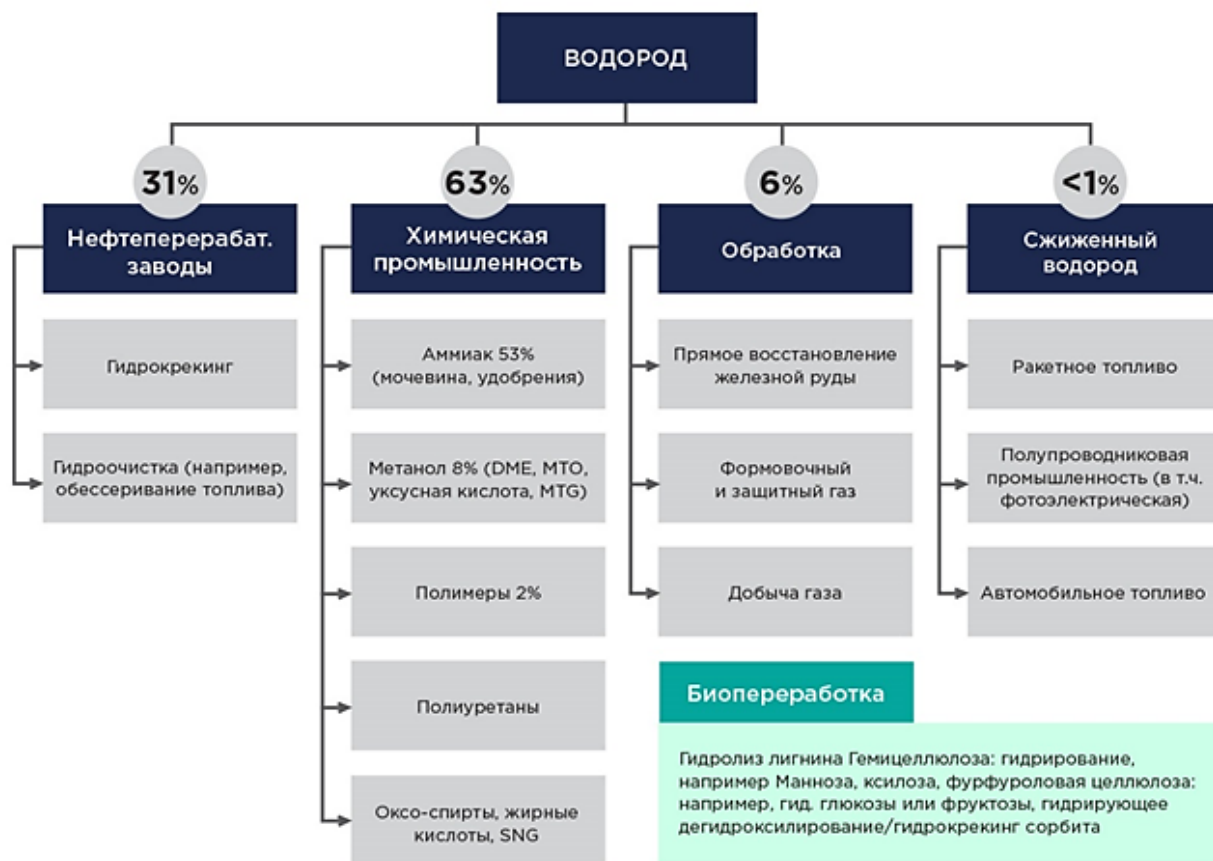 ВОДОРОД
31%
Нефтеперерабат.
заводы
Гидрокрекинг
Гидроочистка (например,
обессеривание топлива)
63%
Химическая
промышленность
Аммиак 53%
(мочевина, удобрения)
Метанол 8% (DME, MTO,
уксусная кислота, MTG)
Полимеры 2%
Полиуретаны
Оксо-спирты, жирные
кислоты, SNG
6%
Обработка
Прямое восстановление
железной руды
Формовочный
и защитный газ
Добыча газа
<1%
Сжиженный
водород
Ракетное топливо
Полупроводниковая
промышленность (в т.ч.
фотоэлектрическая)
Автомобильное топливо
Биопереработка
Гидролиз лигнина Гемицеллюлоза: гидрирование,
например Манноза, ксилоза, фурфуроловая целлюлоза:
например, гид. глюкозы или фруктозы, гидрирующее
дегидроксилирование/гидрокрекинг сорбита